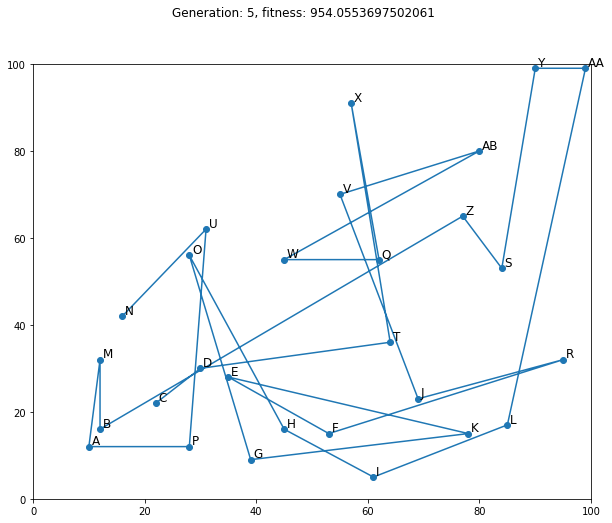 Generation: 5, fitness: 954.0553697502061
100
Y
AA
X
80
AB
V
Z
60
U
O
W
Q
S
40
N
T
M
D
R
E
20
C
J
B
H
L
A
P
F
K
G
I
0
0
20
40
60
80
100